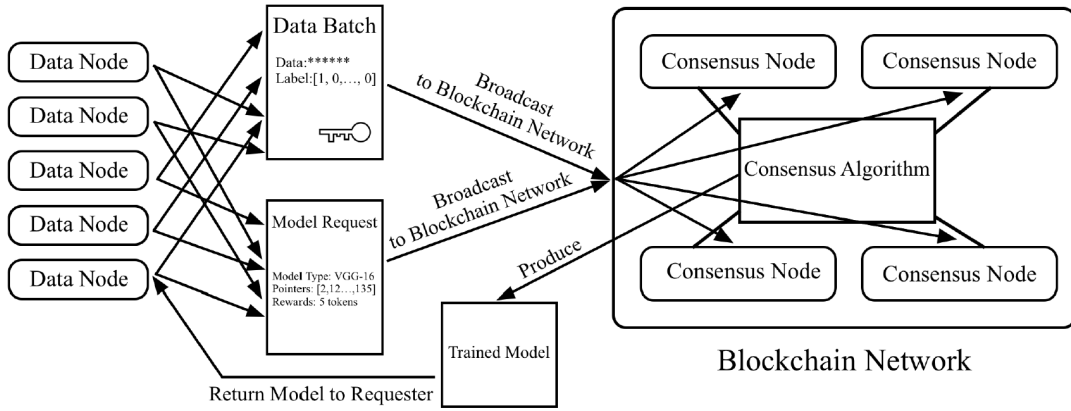 Data Node
Data Node
Data Node
Data Node
Data Node
Data Batch
Data:******
Label:[1, 0,…, 0]
Model Request
Model Type: VGG-16
Pointers: [2,12…,135]
Rewards: 5 tokens
Broadcast
to Blockchain Network
Broadcast
to Blockchain Network
Consensus Node
Consensus Node
Consensus Algorithm
Consensus Node
Consensus Node
Produce
Trained Model
Return Model to Requester
Blockchain Network